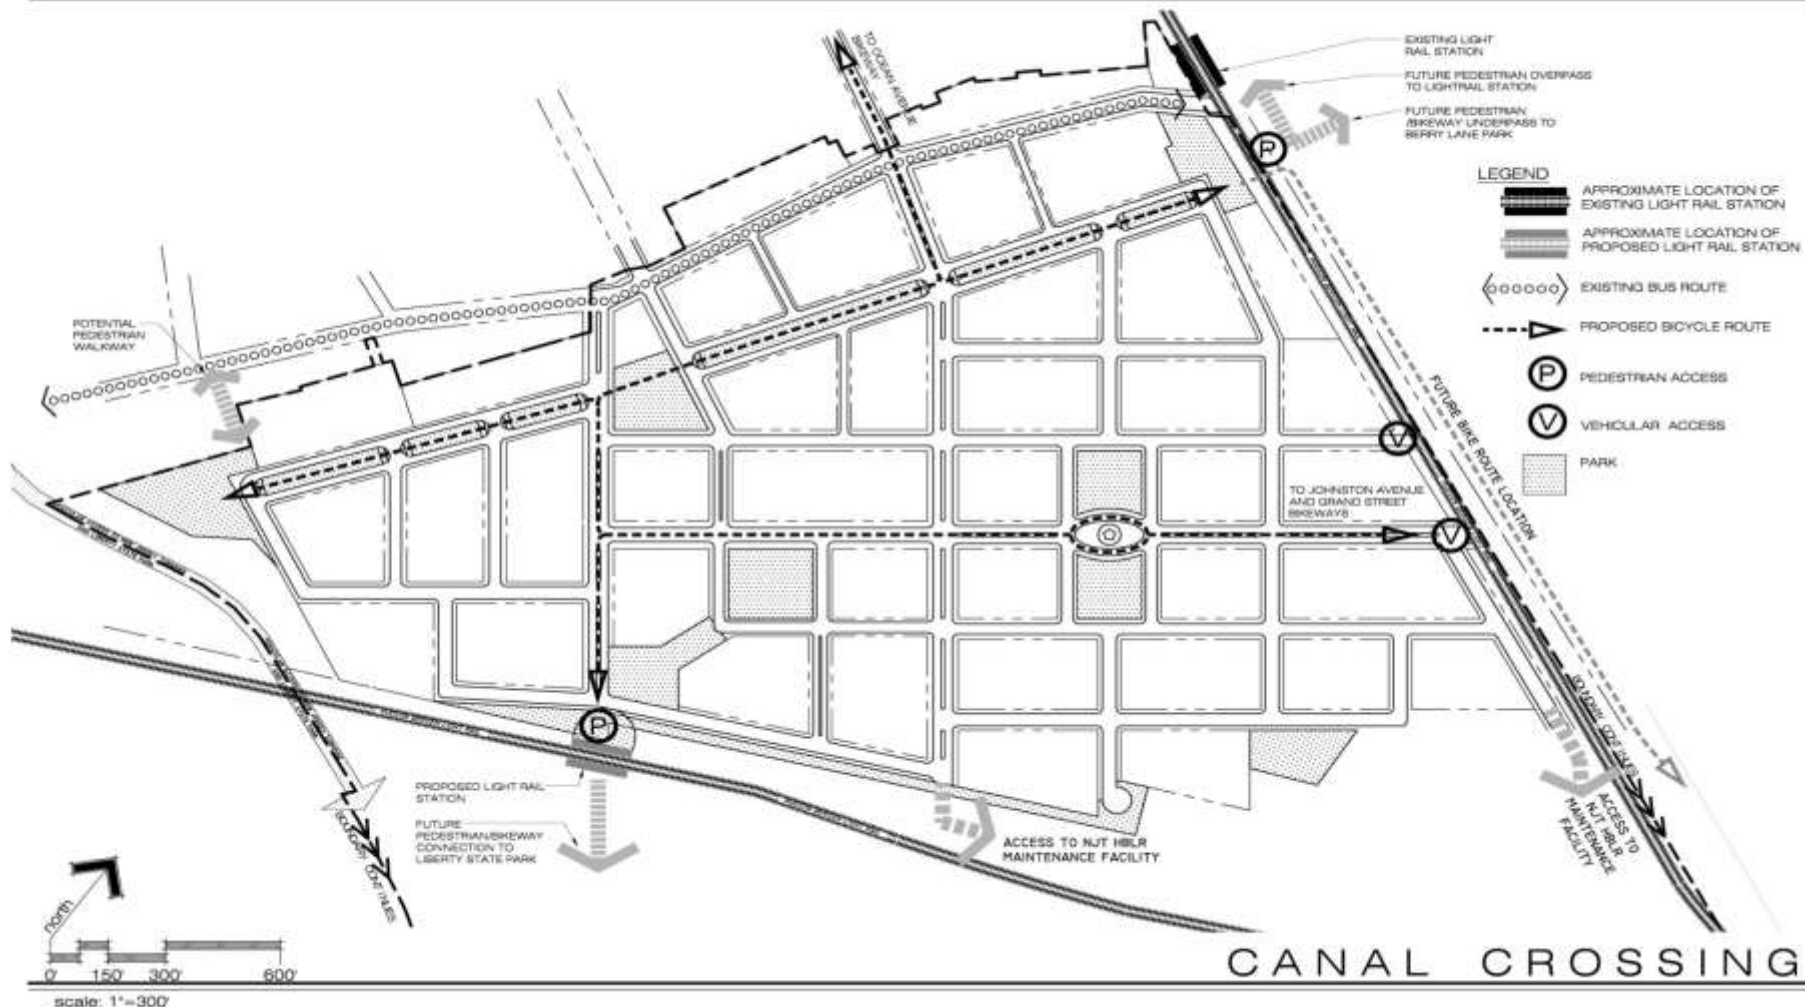 TO OCEAN AVENUE
BIKEWAY
EXISTING LIGHT
RAIL STATION
FUTURE PEDESTRIAN OVERPASS
TO LIGHTRAIL STATION
FUTURE PEDESTRIAN
/BIKEWAY UNDERPASS TO
BERRY LANE PARK
P
LEGEND
APPROXIMATE LOCATION OF
EXISTING LIGHT RAIL STATION
APPROXIMATE LOCATION OF
PROPOSED LIGHT RAIL STATION
EXISTING BUS ROUTE
PROPOSED BICYCLE ROUTE
P PEDESTRIAN ACCESS
V VEHICULAR ACCESS
PARK
POTENTIAL
PEDESTRIAN
WALKWAY
FUTURE BIKE ROUTE LOCATION
V
TO JOHNSTON AVENUE
AND GRAND STREET
BIKEWAYS
V
P
PROPOSED LIGHT RAIL
STATION
FUTURE
PEDESTRIAN/BIKEWAY
CONNECTION TO
LIBERTY STATE PARK
BOUNDARY CONTINUES
ACCESS TO NJT HBLR
MAINTENANCE FACILITY
BOUNDARY CONTINUES
ACCESS TO
NJT HBLR
MAINTENANCE
FACILITY
north
0' 150' 300' 600'
scale: 1"=300'
CANAL CROSSING